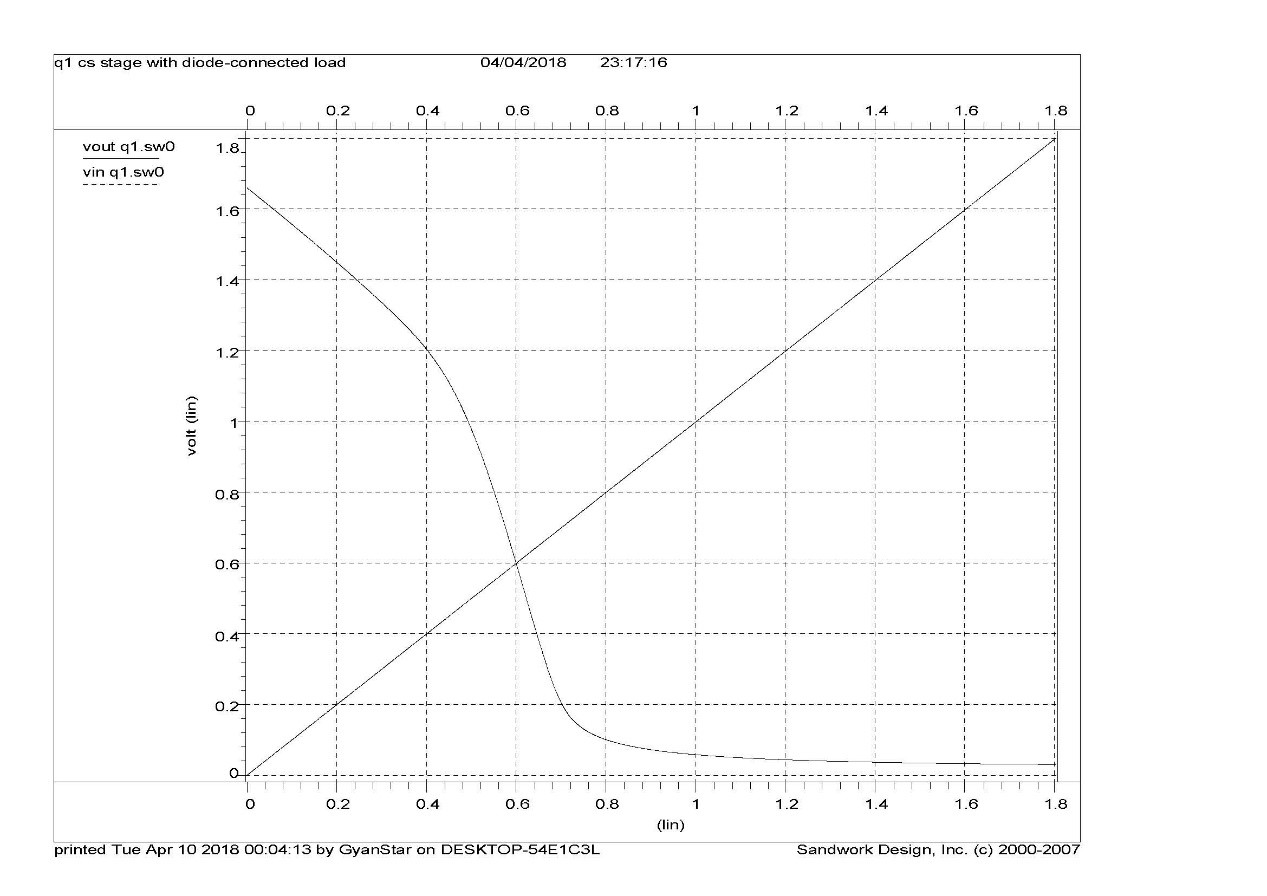 q1 cs stage with diode-connected load 04/04/2018 23:17:16
0 0.2 0.4 0.6 0.8 1 1.2 1.4 1.6 1.8
vout q1.sw0
vin q1.sw0
1.8
1.6
1.4
1.2
1
0.8
0.6
0.4
0.2
0
volt (lin)
0 0.2 0.4 0.6 0.8 1 1.2 1.4 1.6 1.8
(lin)
printed Tue Apr 10 2018 00:04:13 by GyanStar on DESKTOP-54E1C3L Sandwork Design, Inc. (c) 2000-2007